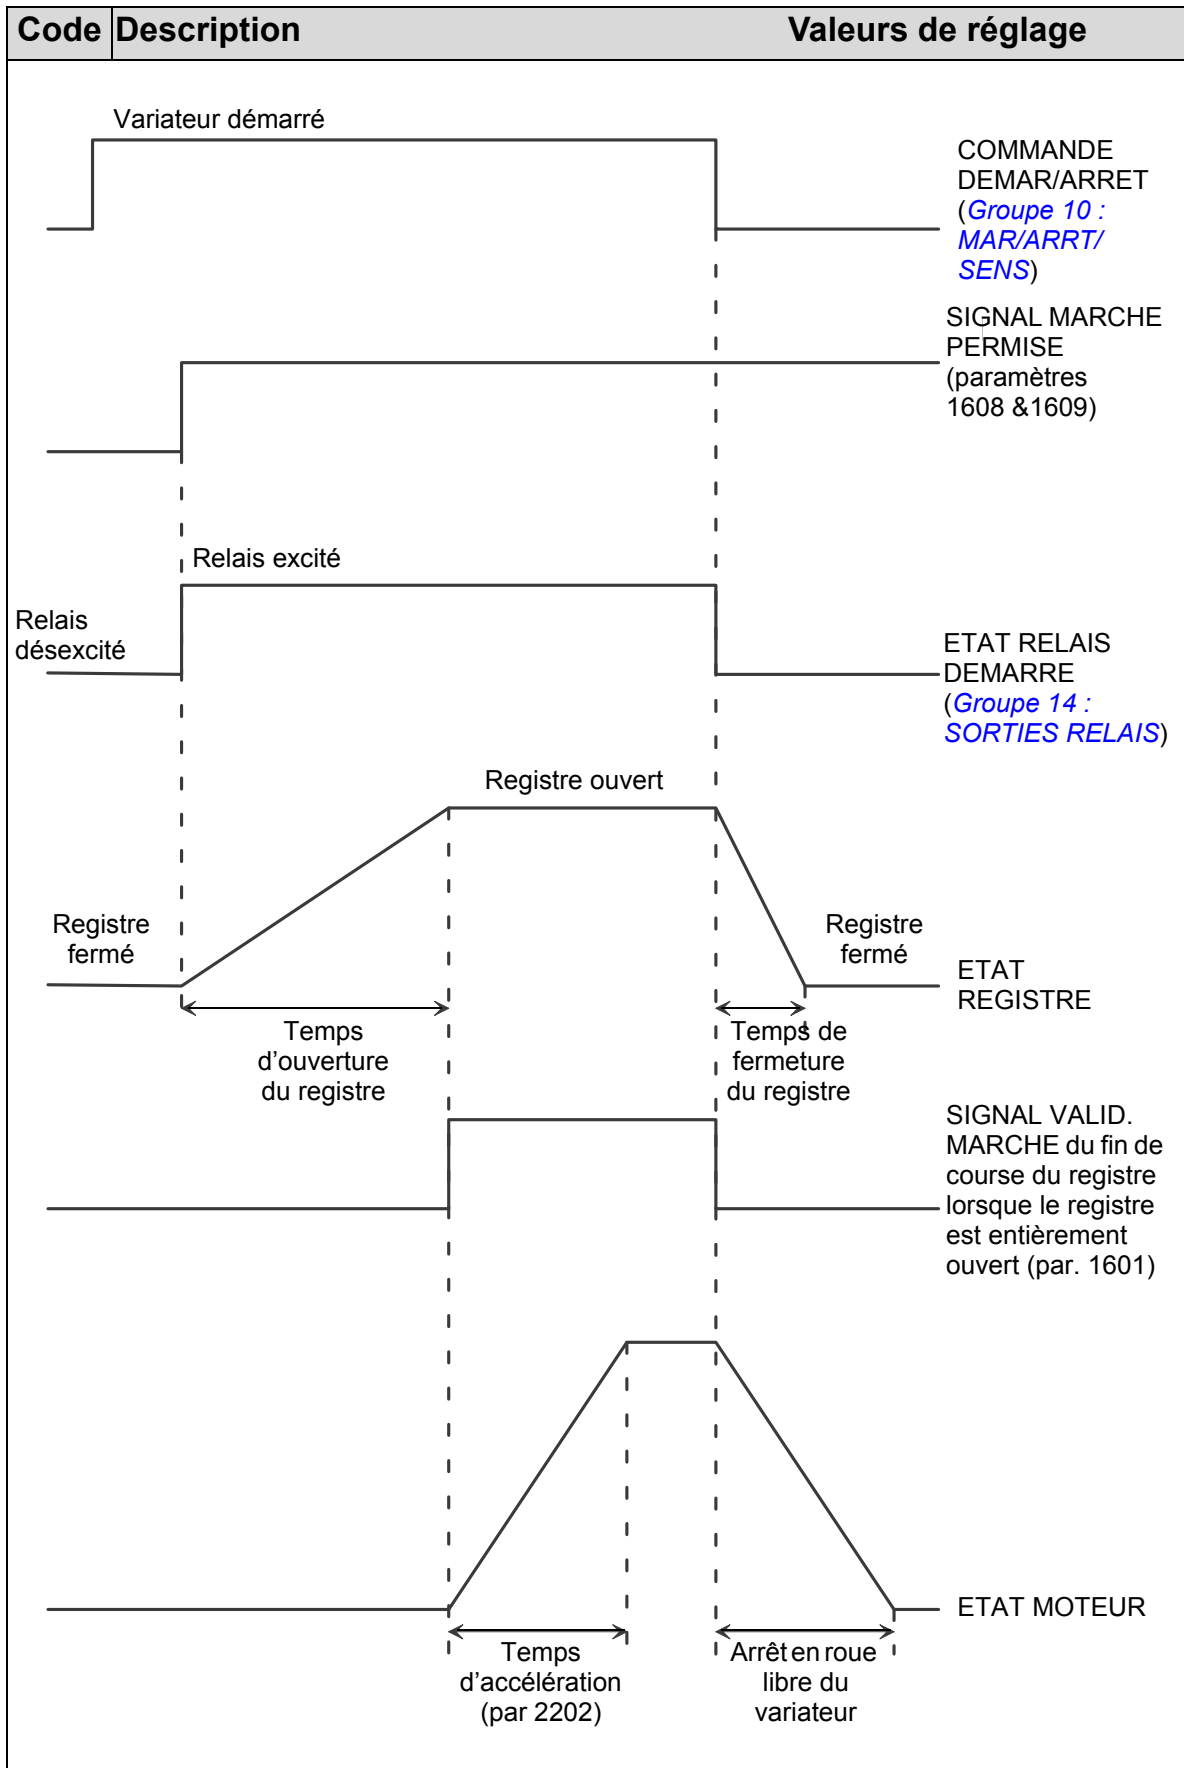 Code Description Valeurs de réglage
Variateur démarré
COMMANDE
DEMAR/ARRET
(Groupe 10 :
MAR/ARRT/
SENS)
SIGNAL MARCHE
PERMISE
(paramètres
1608 &1609)
Relais excité
Relais
désexcité
ETAT RELAIS
DEMARRE
(Groupe 14 :
SORTIES RELAIS)
Registre ouvert
Registre
fermé
Registre
fermé
ETAT
REGISTRE
Temps
d’ouverture
du registre
Temps de
fermeture
du registre
SIGNAL VALID.
MARCHE du fin de
course du registre
lorsque le registre
est entièrement
ouvert (par. 1601)
ETAT MOTEUR
Temps
d’accélération
(par 2202)
Arrêt en roue
libre du
variateur